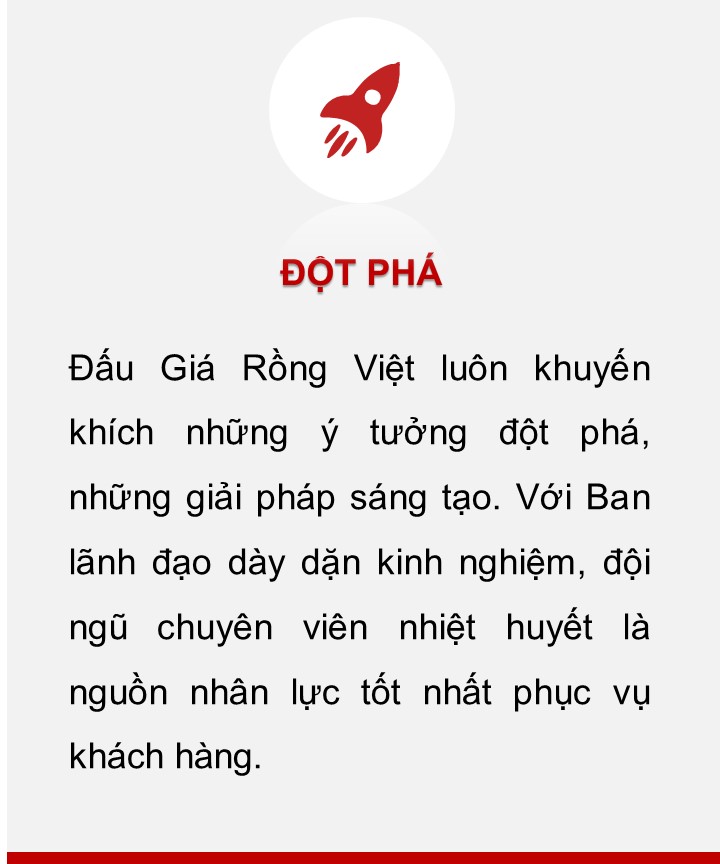 ĐỘT PHÁ
Đấu Giá Rồng Việt luôn khuyến
khích những ý tưởng đột phá,
những giải pháp sáng tạo. Với Ban
lãnh đạo dày dặn kinh nghiệm, đội
ngũ chuyên viên nhiệt huyết là
nguồn nhân lực tốt nhất phục vụ
khách hàng.